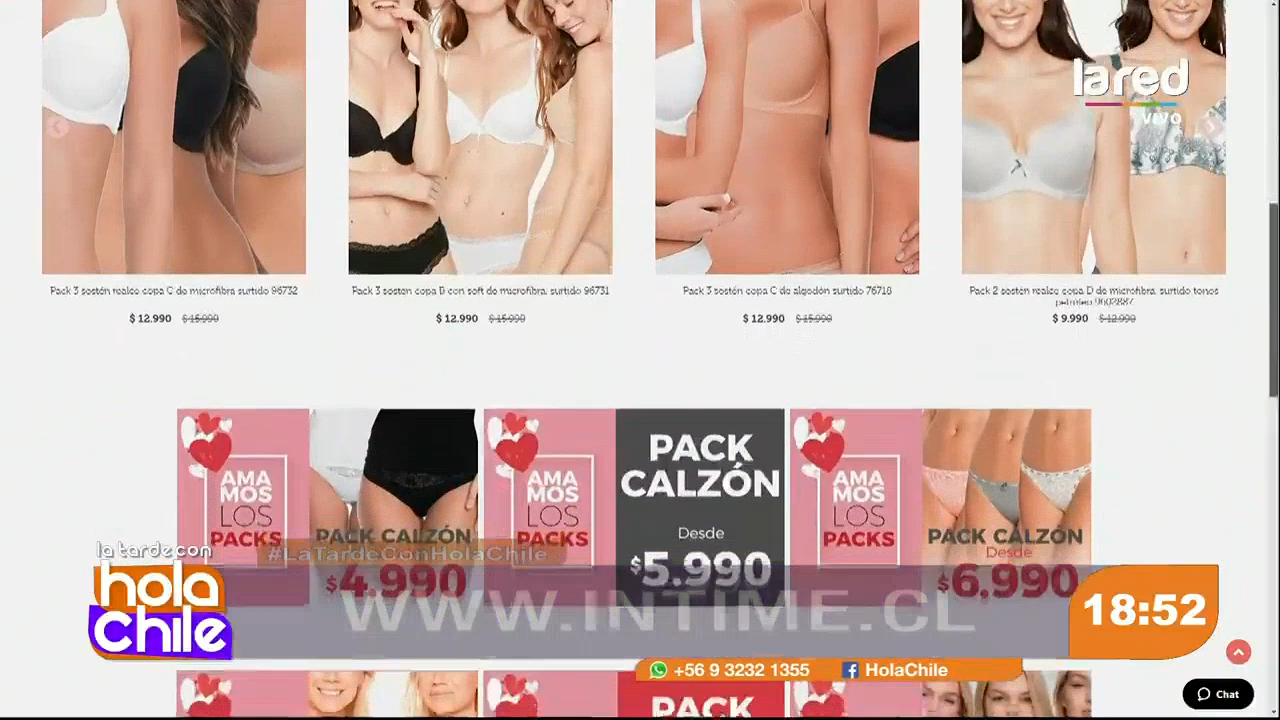 lared
VIVO
Pack 3 sostén realce copa C de microfibra surtido 96732
$ 12.990 $ 15.990
Pack 3 sosten copa B con soft de microfibra. surtido 96731
$ 12.990 $ 15.990
Pack 3 sostén copa C de algodón surtido 76718
$ 12.990 $ 15.990
Pack 2 sostén realce copa D de microfibra. surtido tonos
petroleo 9602887
$ 9.990 $ 12.990
AMA
MOS
LOS
PACKS
PACK CALZÓN
$4.990
AMA
MOS
LOS
PACKS
PACK
CALZÓN
Desde
$5.990
AMA
MOS
LOS
PACKS
PACK CALZÓN
Desde
$6.990
#LaTardeConHolaChile
la tarde con
hola
chile
WWW.INTIME.CL
18:52
+56 9 3232 1355
HolaChile
PACK
Chat